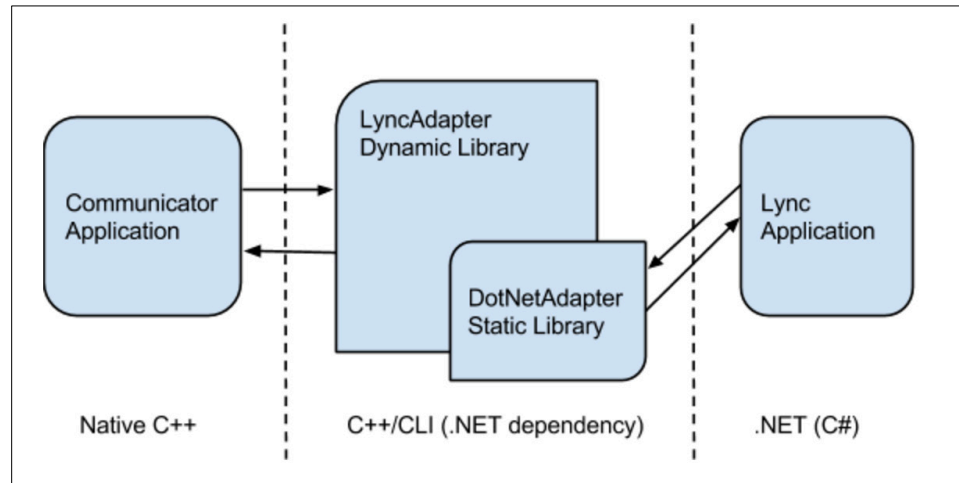 LyncAdapter
Dynamic Library
Communicator
Application
Lync
Application
DotNetAdapter
Static Library
Native C++
C++/CLI (.NET dependency)
.NET (C#)